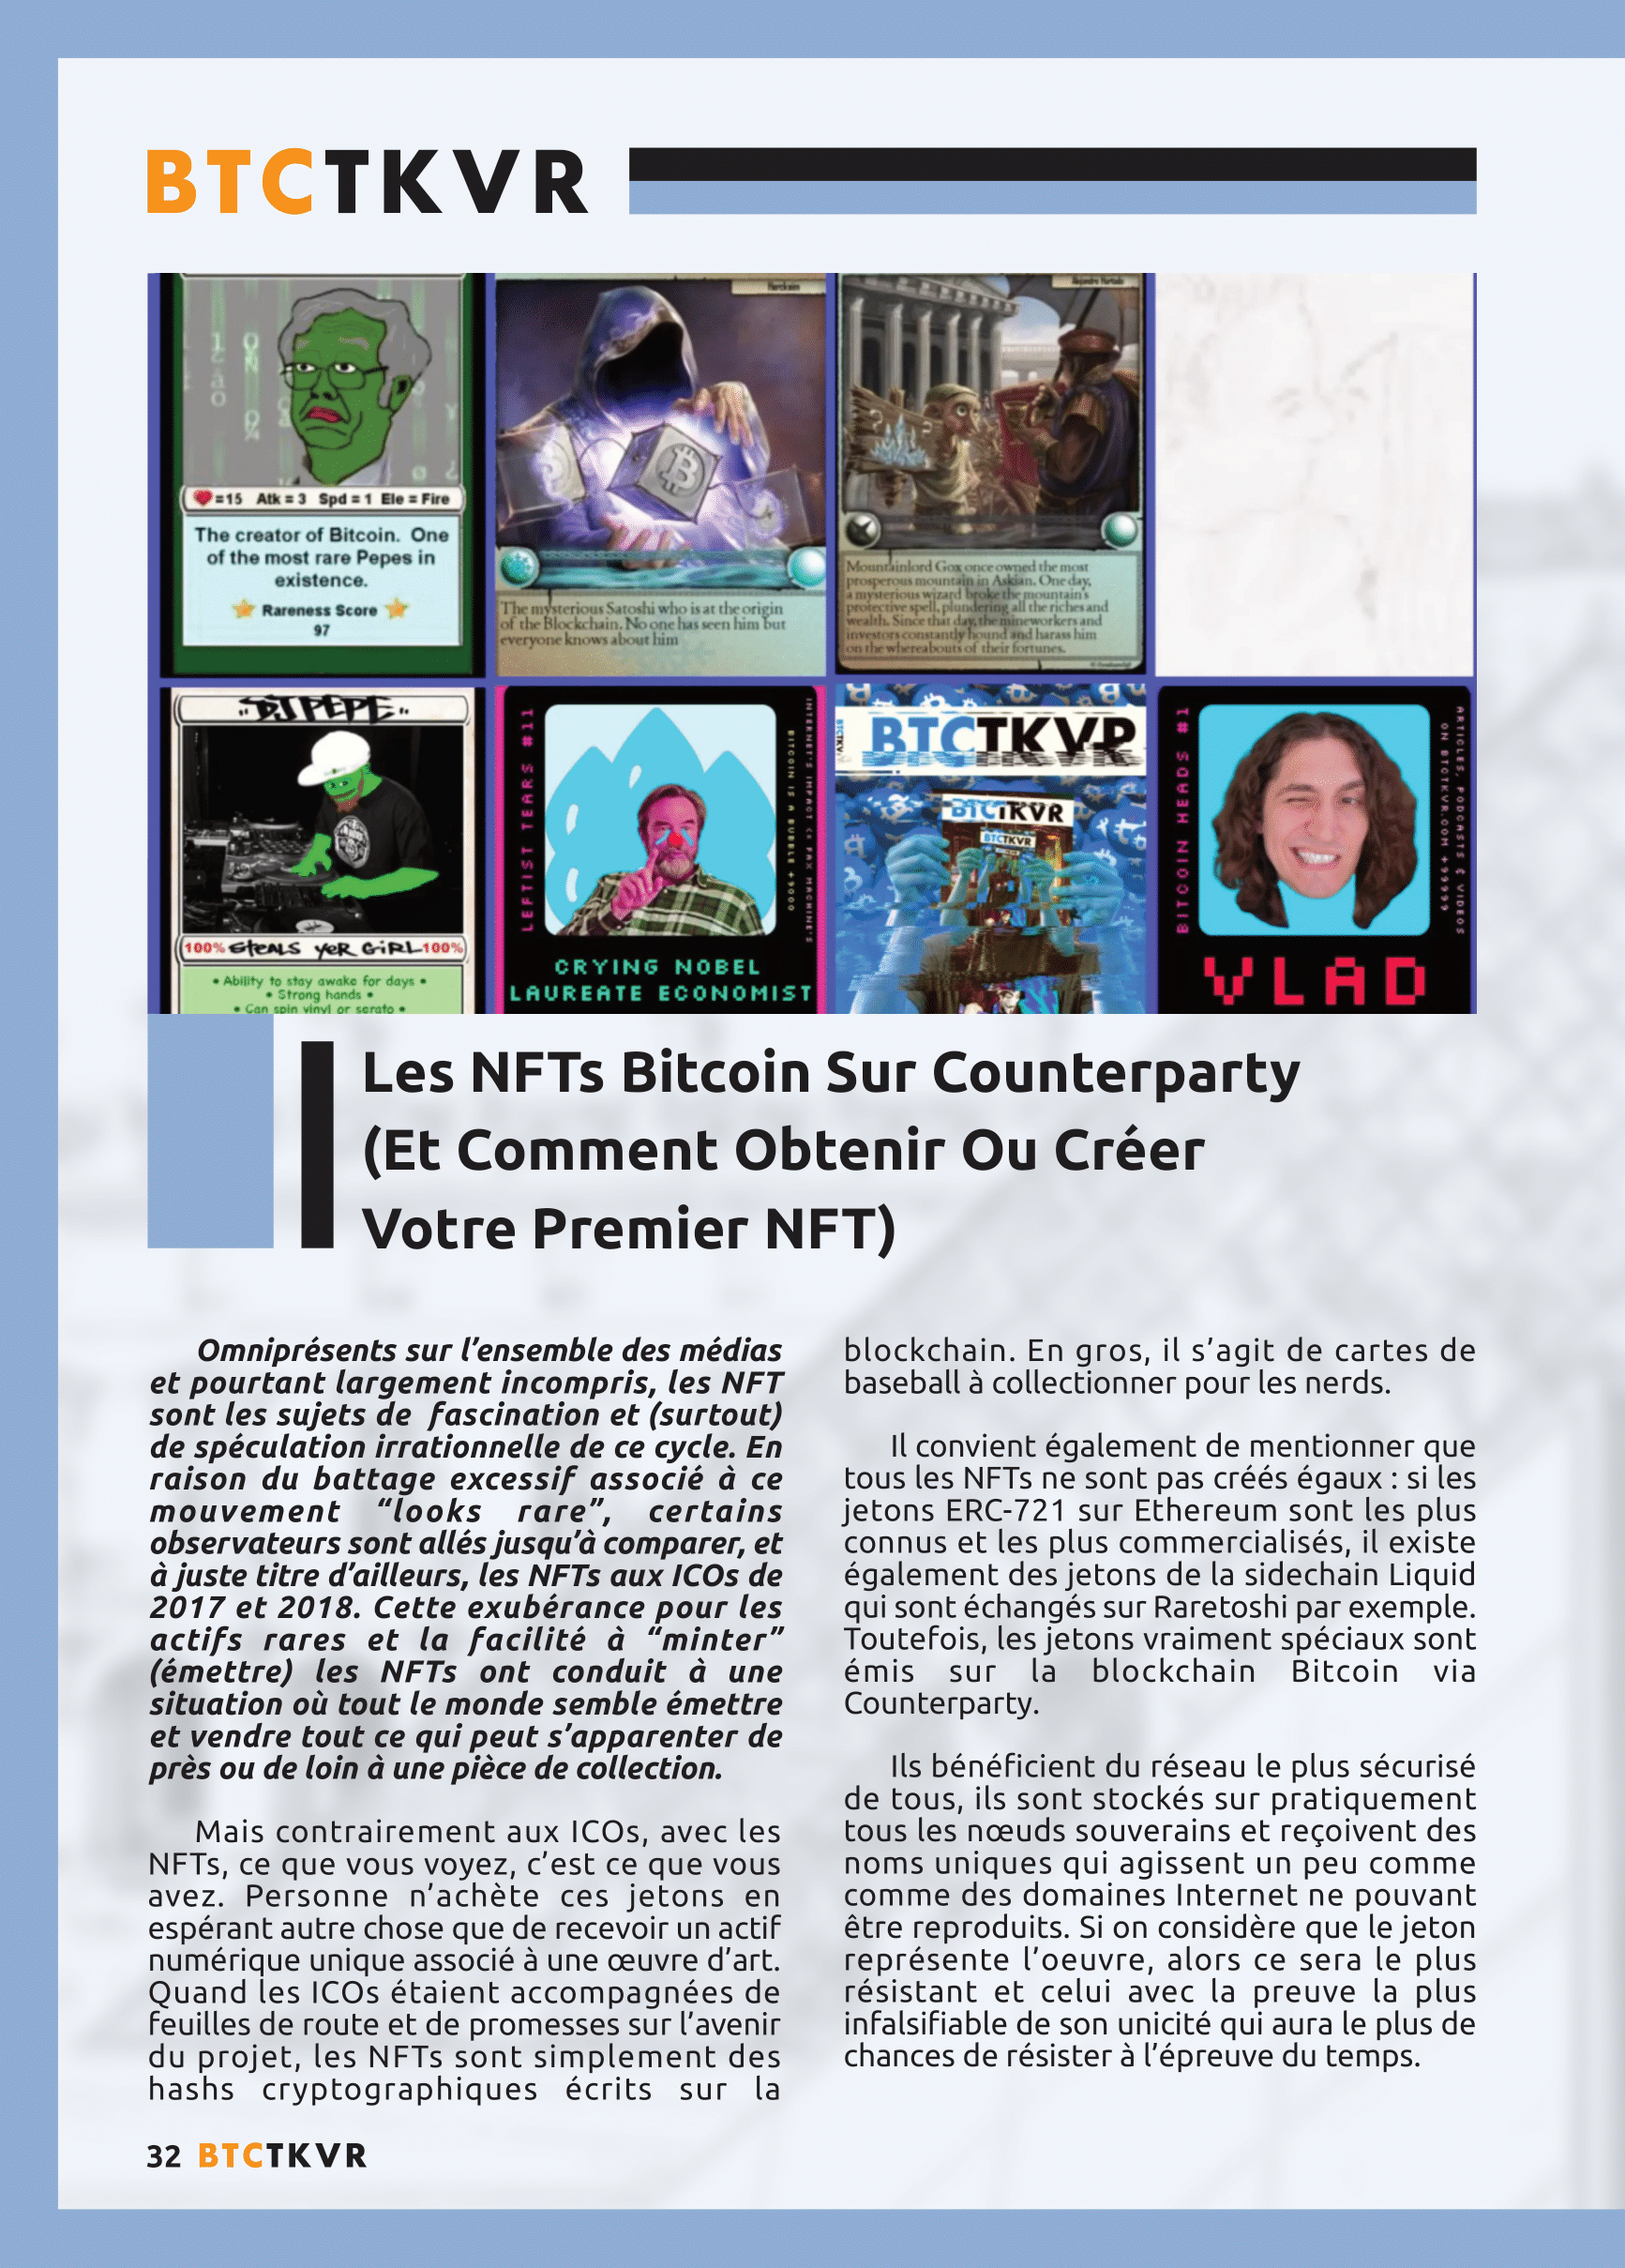 BTCTKVR
Herckeim
Alejandro Hurtado
=15 Atk = 3 Spd = 1 Ele = Fire
The creator of Bitcoin. One
of the most rare Pepes in
existence.
Rareness Score
97
The mysterious Satoshi who is at the origin
of the Blockchain. No one has seen him but
everyone knows about him
Mountainlord Gox once owned the most
prosperous mountain in Askian. One day,
a mysterious wizard broke the mountain's
protective spell, plundering all the riches and
wealth. Since that day, the mineworkers and
investors constantly hound and harass him
on the whereabouts of their fortunes.
"DJ PEPE"
100% STEALS YER GIRL 100%
• Ability to stay awake for days •
• Strong hands •
• Can spin vinyl or serato •
LEFTIST TEARS #11
INTERNET'S IMPACT <= FAX MACHINE'S
BITCOIN IS A BUBBLE +9000
CRYING NOBEL
LAUREATE ECONOMIST
BTCTKVR
BTCTKVR
BTCTKVR
BITCOIN HEADS #1
ARTICLES, PODCASTS & VIDEOS
ON BTCTKVR.COM +99999
VLAD
Les NFTs Bitcoin Sur Counterparty
(Et Comment Obtenir Ou Créer
Votre Premier NFT)
Omniprésents sur l’ensemble des médias
et pourtant largement incompris, les NFT
sont les sujets de fascination et (surtout)
de spéculation irrationnelle de ce cycle. En
raison du battage excessif associé à ce
mouvement “looks rare”, certains
observateurs sont allés jusqu’à comparer, et
à juste titre d’ailleurs, les NFTs aux ICOs de
2017 et 2018. Cette exubérance pour les
actifs rares et la facilité à “minter”
(émettre) les NFTs ont conduit à une
situation où tout le monde semble émettre
et vendre tout ce qui peut s’apparenter de
près ou de loin à une pièce de collection.
Mais contrairement aux ICOs, avec les
NFTs, ce que vous voyez, c’est ce que vous
avez. Personne n’achète ces jetons en
espérant autre chose que de recevoir un actif
numérique unique associé à une œuvre d’art.
Quand les ICOs étaient accompagnées de
feuilles de route et de promesses sur l’avenir
du projet, les NFTs sont simplement des
hashs cryptographiques écrits sur la
blockchain. En gros, il s’agit de cartes de
baseball à collectionner pour les nerds.
Il convient également de mentionner que
tous les NFTs ne sont pas créés égaux : si les
jetons ERC-721 sur Ethereum sont les plus
connus et les plus commercialisés, il existe
également des jetons de la sidechain Liquid
qui sont échangés sur Raretoshi par exemple.
Toutefois, les jetons vraiment spéciaux sont
émis sur la blockchain Bitcoin via
Counterparty.
Ils bénéficient du réseau le plus sécurisé
de tous, ils sont stockés sur pratiquement
tous les nœuds souverains et reçoivent des
noms uniques qui agissent un peu comme
comme des domaines Internet ne pouvant
être reproduits. Si on considère que le jeton
représente l’oeuvre, alors ce sera le plus
résistant et celui avec la preuve la plus
infalsifiable de son unicité qui aura le plus de
chances de résister à l’épreuve du temps.
32 BTCTKVR